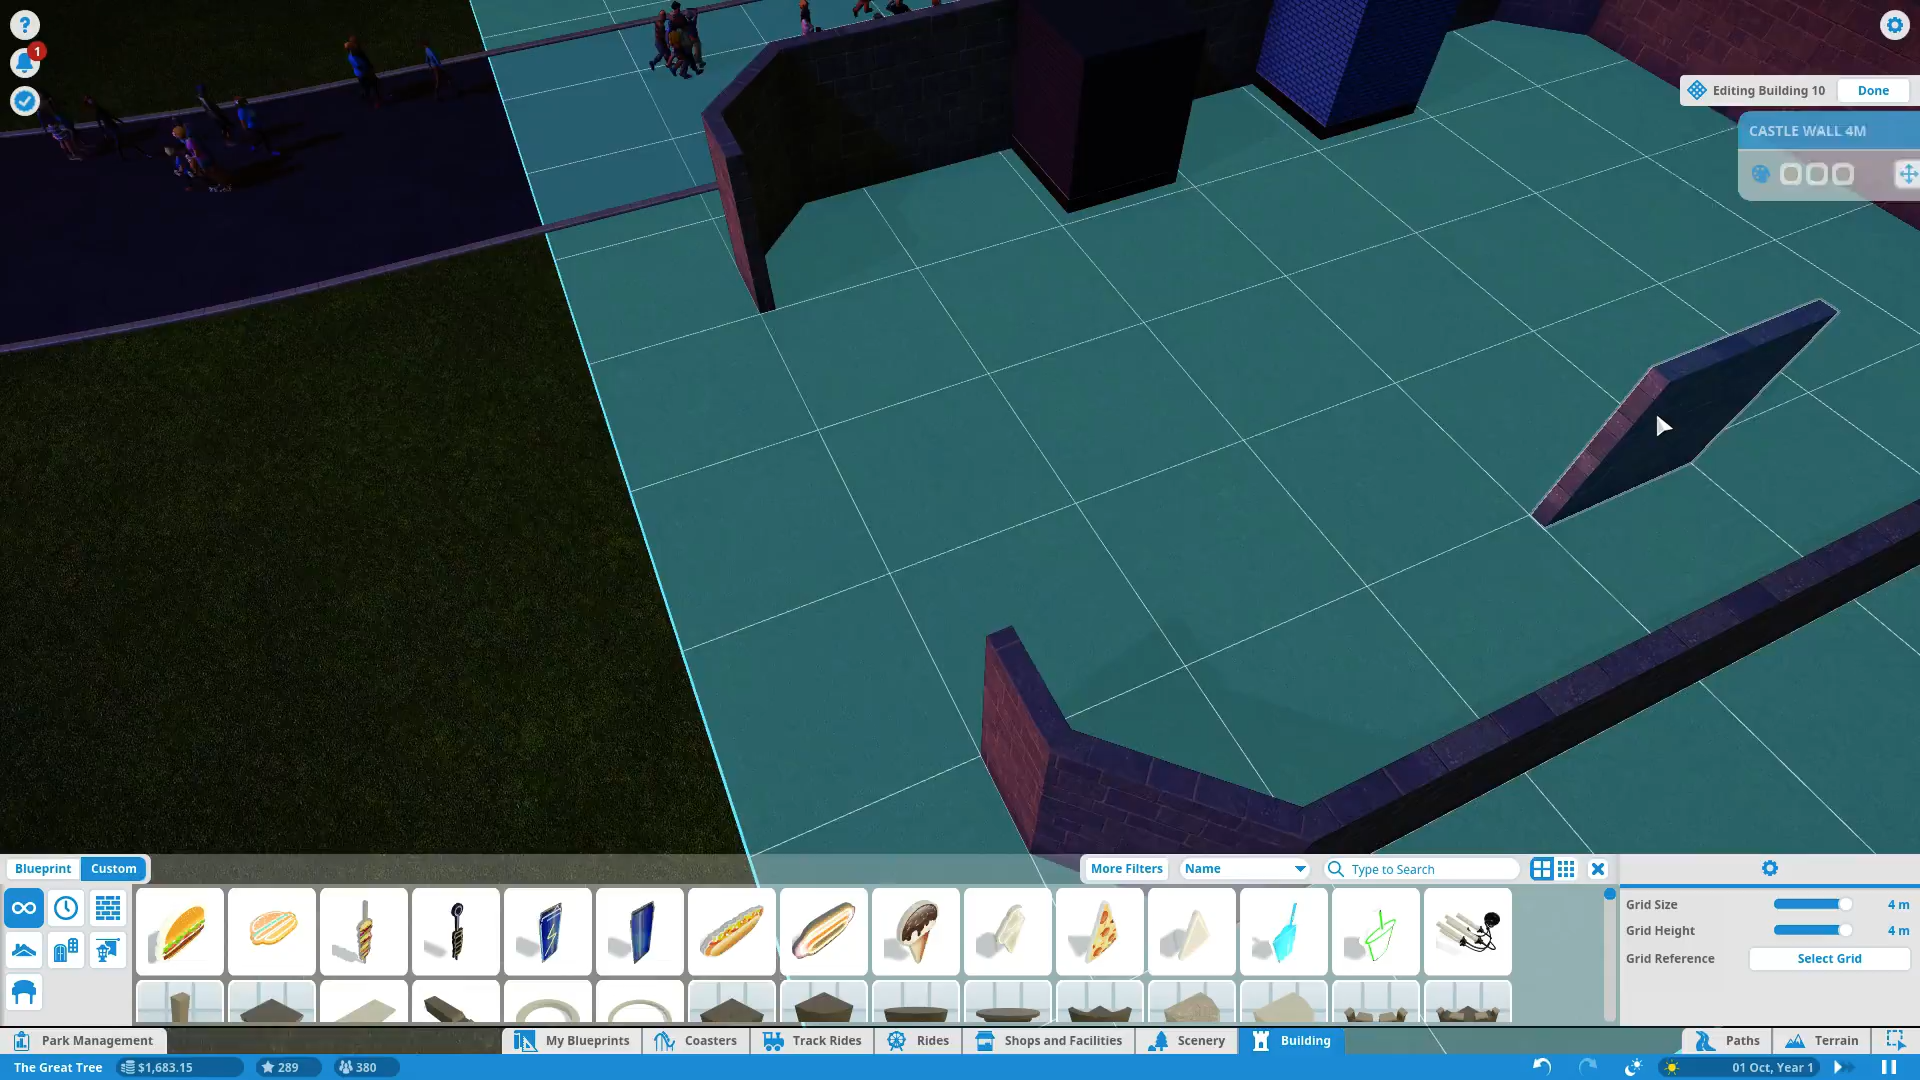 ?
1
Editing Building 10 Done
CASTLE WALL 4M
Blueprint Custom
More Filters Name Type to Search
Grid Size 4 m
Grid Height 4 m
Grid Reference Select Grid
Park Management My Blueprints Coasters Track Rides Rides Shops and Facilities Scenery Building Paths Terrain
The Great Tree $1,683.15 289 380 01 Oct, Year 1